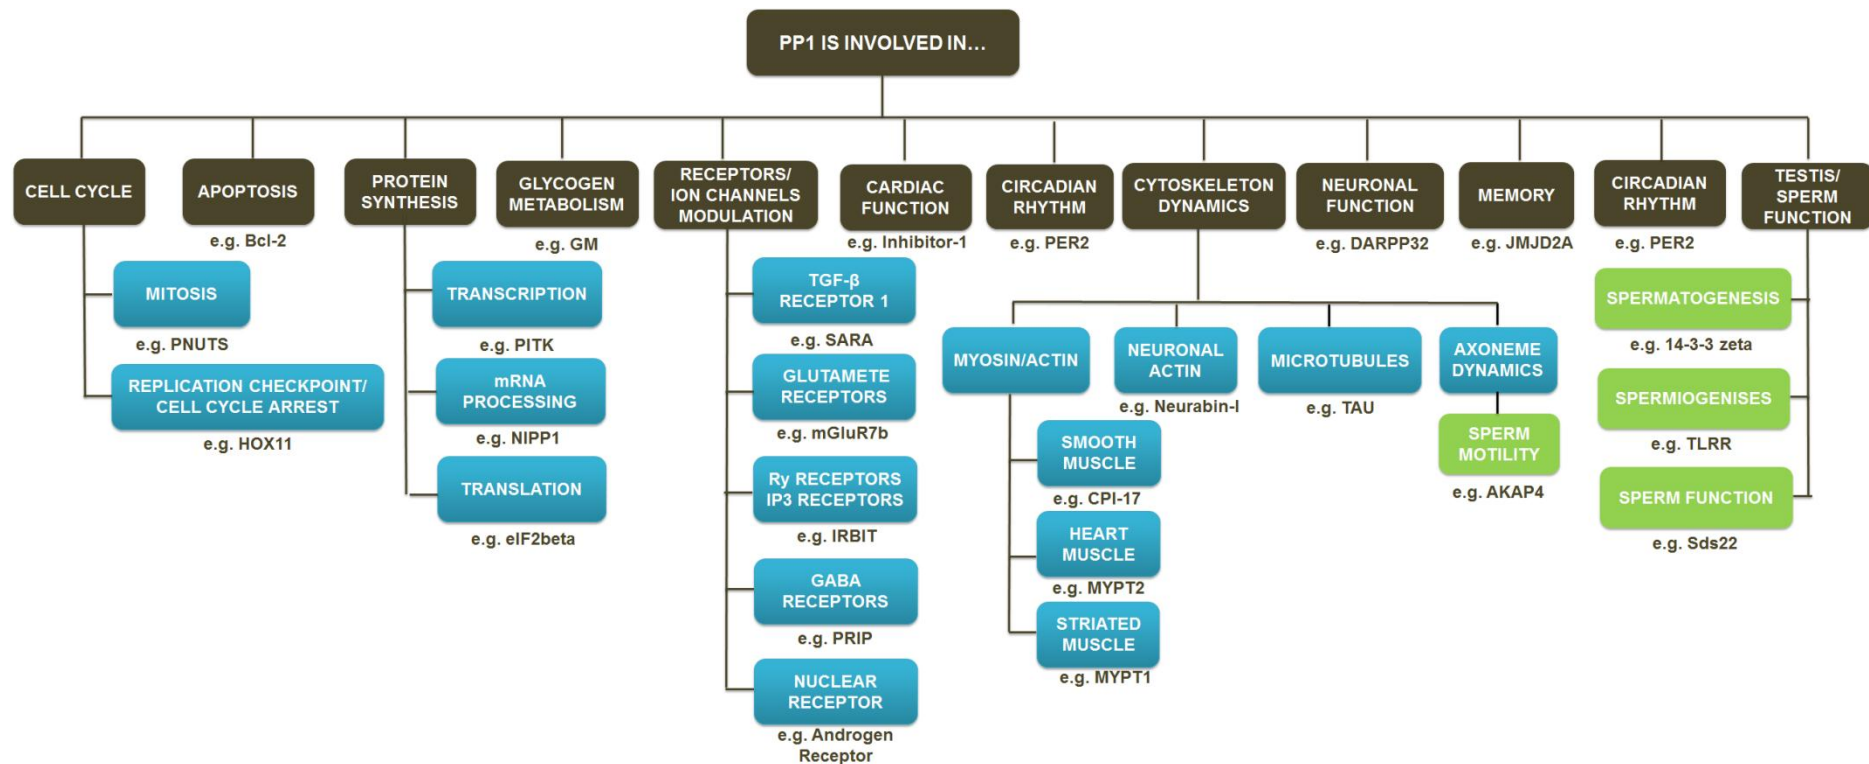 PP1 IS INVOLVED IN...
CELL CYCLE
MITOSIS
e.g. PNUTS
REPLICATION CHECKPOINT/
CELL CYCLE ARREST
e.g. HOX11
APOPTOSIS
e.g. Bcl-2
PROTEIN
SYNTHESIS
TRANSCRIPTION
e.g. PITK
mRNA
PROCESSING
e.g. NIPP1
TRANSLATION
e.g. eIF2beta
GLYCOGEN
METABOLISM
e.g. GM
RECEPTORS/
ION CHANNELS
MODULATION
TGF-β
RECEPTOR 1
e.g. SARA
GLUTAMETE
RECEPTORS
e.g. mGluR7b
Ry RECEPTORS
IP3 RECEPTORS
e.g. IRBIT
GABA
RECEPTORS
e.g. PRIP
NUCLEAR
RECEPTOR
e.g. Androgen
Receptor
CARDIAC
FUNCTION
e.g. Inhibitor-1
CIRCADIAN
RHYTHM
e.g. PER2
CYTOSKELETON
DYNAMICS
MYOSIN/ACTIN
SMOOTH
MUSCLE
e.g. CPI-17
HEART
MUSCLE
e.g. MYPT2
STRIATED
MUSCLE
e.g. MYPT1
NEURONAL
ACTIN
e.g. Neurabin-I
MICROTUBULES
e.g. TAU
AXONEME
DYNAMICS
SPERM
MOTILITY
e.g. AKAP4
NEURONAL
FUNCTION
e.g. DARPP32
MEMORY
e.g. JMJD2A
CIRCADIAN
RHYTHM
e.g. PER2
TESTIS/
SPERM
FUNCTION
SPERMATOGENESIS
e.g. 14-3-3 zeta
SPERMIOGENISES
e.g. TLRR
SPERM FUNCTION
e.g. Sds22